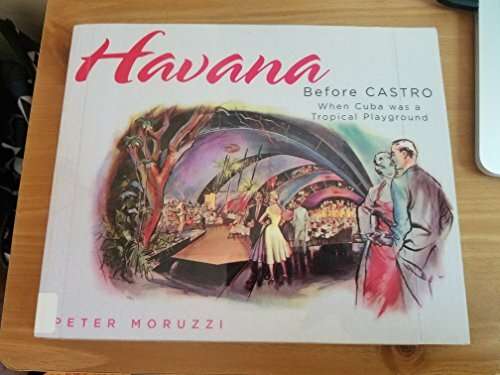 Havana
Before CASTRO
When Cuba was a
Tropical Playground
PETER MORUZZI